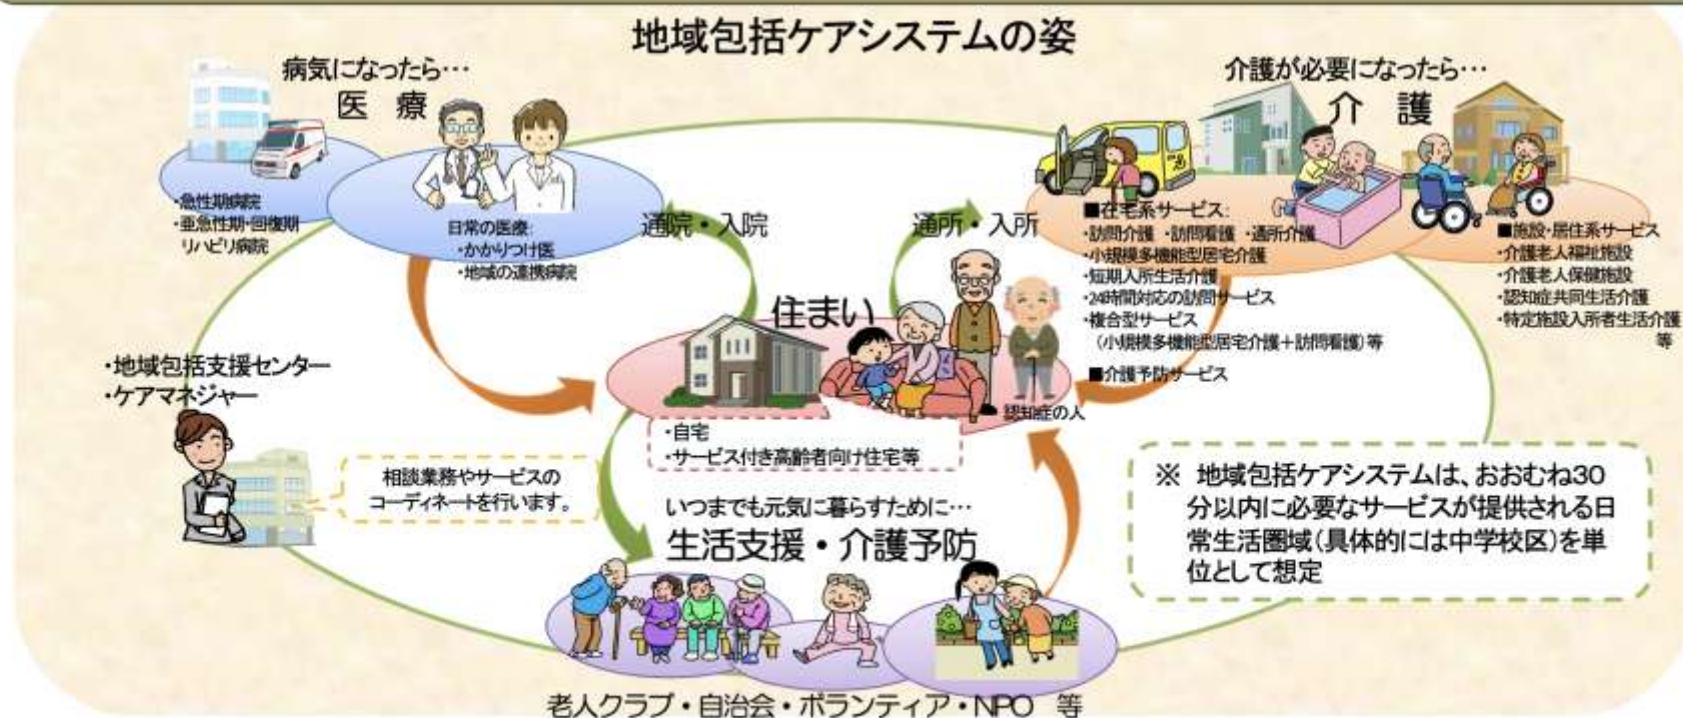 地域包括ケアシステムの姿
病気になったら･･･
医　療
･急性期病院
･亜急性期･回復期
リハビリ病院
日常の医療:
･かかりつけ医
･地域の連携病院
通院・入院
通所・入所
介護が必要になったら･･･
介　護
■在宅系サービス:
･訪問介護 ･訪問看護 ･通所介護
･小規模多機能型居宅介護
･短期入所生活介護
･24時間対応の訪問サービス
･複合型サービス
（小規模多機能型居宅介護＋訪問看護）等
■介護予防サービス
■施設･居住系サービス
･介護老人福祉施設
･介護老人保健施設
･認知症共同生活介護
･特定施設入所者生活介護
等
住まい
認知症の人
･自宅
･サービス付き高齢者向け住宅等
･地域包括支援センター
･ケアマネジャー
相談業務やサービスの
コーディネートを行います。
いつまでも元気に暮らすために･･･
生活支援・介護予防
老人クラブ・自治会・ボランティア・NPO　等
※　地域包括ケアシステムは、おおむね30
分以内に必要なサービスが提供される日
常生活圏域（具体的には中学校区）を単
位として想定